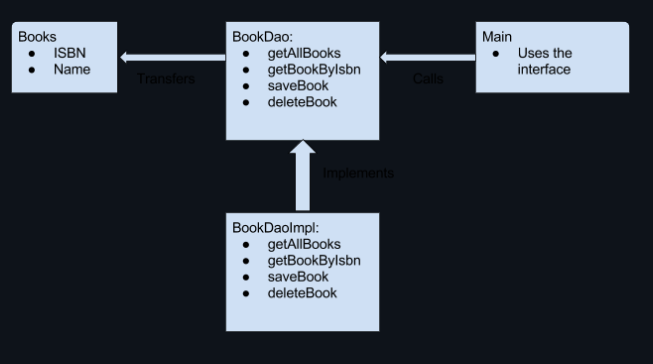 Books
● ISBN
● Name
Transfers
BookDao:
● getAllBooks
● getBookByIsbn
● saveBook
● deleteBook
Calls
Main
● Uses the
interface
Implements
BookDaoImpl:
● getAllBooks
● getBookByIsbn
● saveBook
● deleteBook